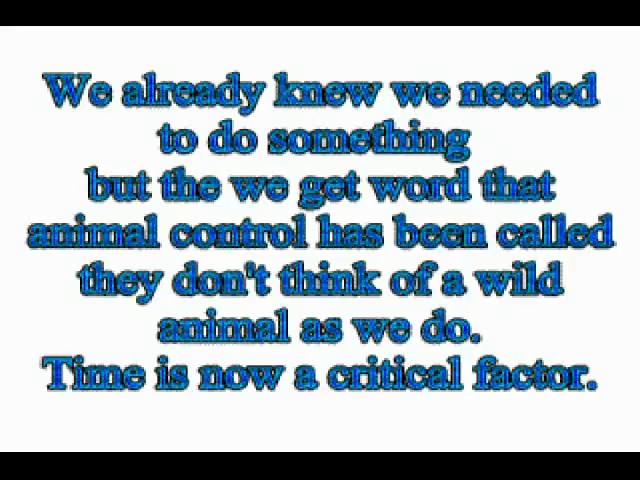 We already knew we needed
to do something
but the we get word that
animal control has been called
they don't think of a wild
animal as we do.
Time is now a critical factor.